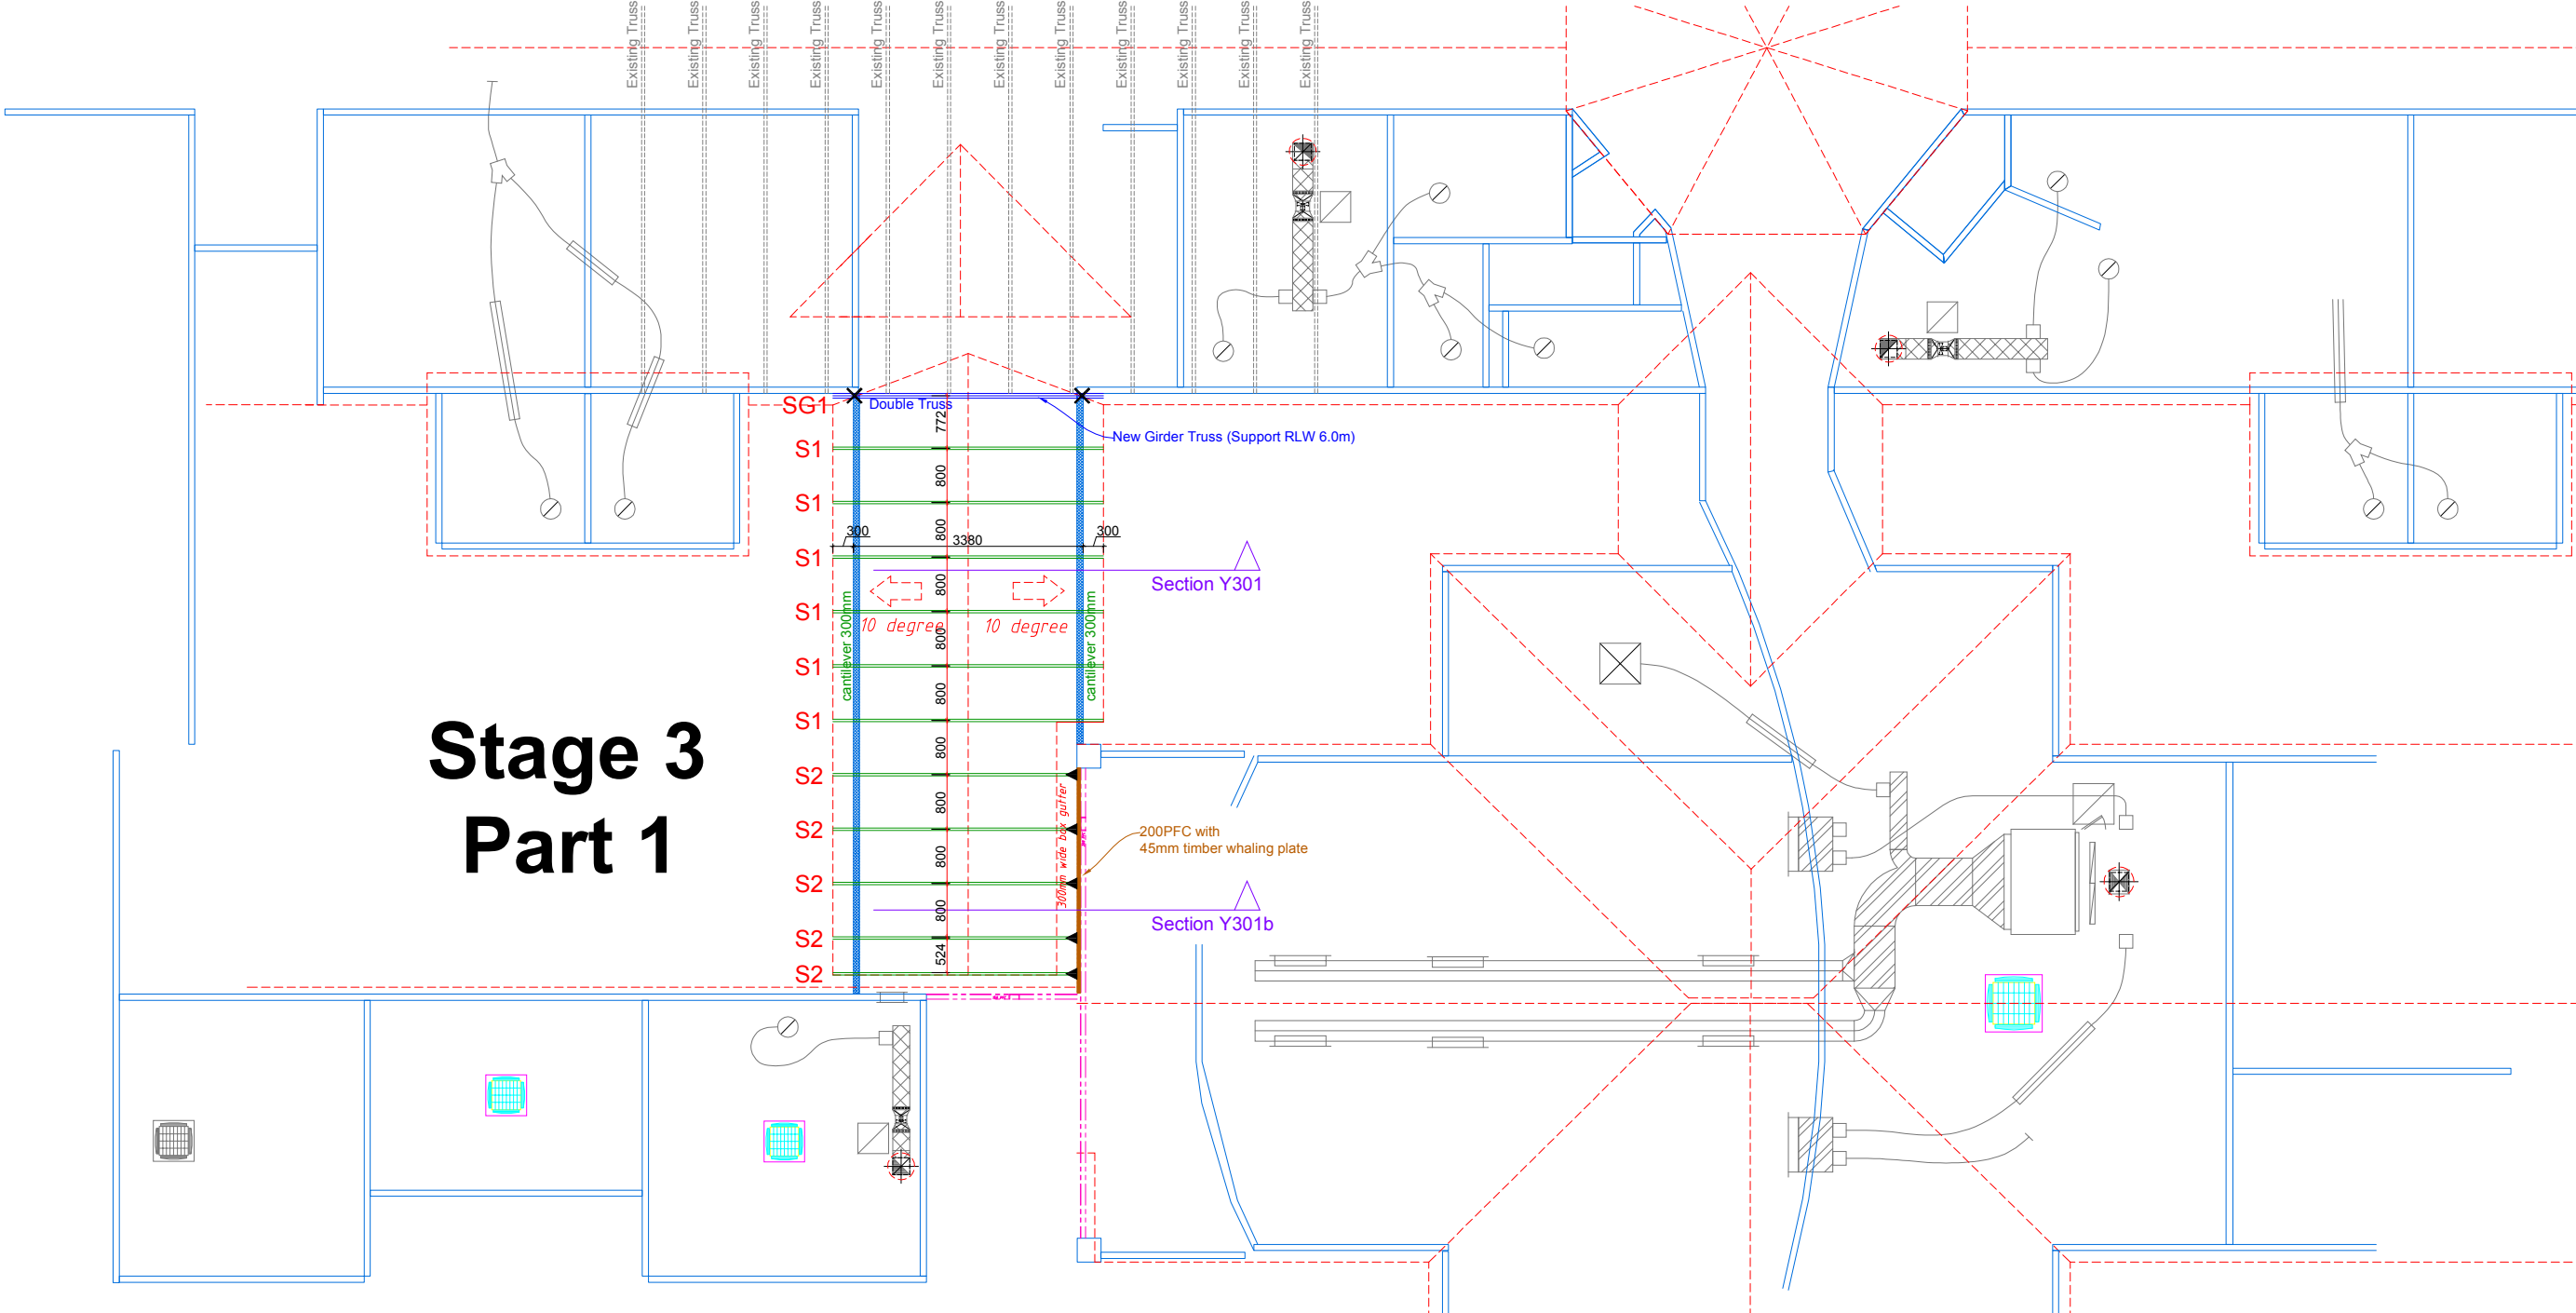 Existing Truss
Existing Truss
Existing Truss
Existing Truss
Existing Truss
Existing Truss
Existing Truss
Existing Truss
Existing Truss
Existing Truss
Existing Truss
Existing Truss
SG1
Double Truss
772
New Girder Truss (Support RLW 6.0m)
S1
800
S1
800
300
3380
300
S1
800
Section Y301
S1
cantilever 300mm
10 degree
10 degree
cantilever 300mm
800
S1
800
S1
800
Stage 3
Part 1
S2
800
300mm wide box gutter
S2
200PFC with
45mm timber whaling plate
800
S2
800
Section Y301b
S2
524
S2